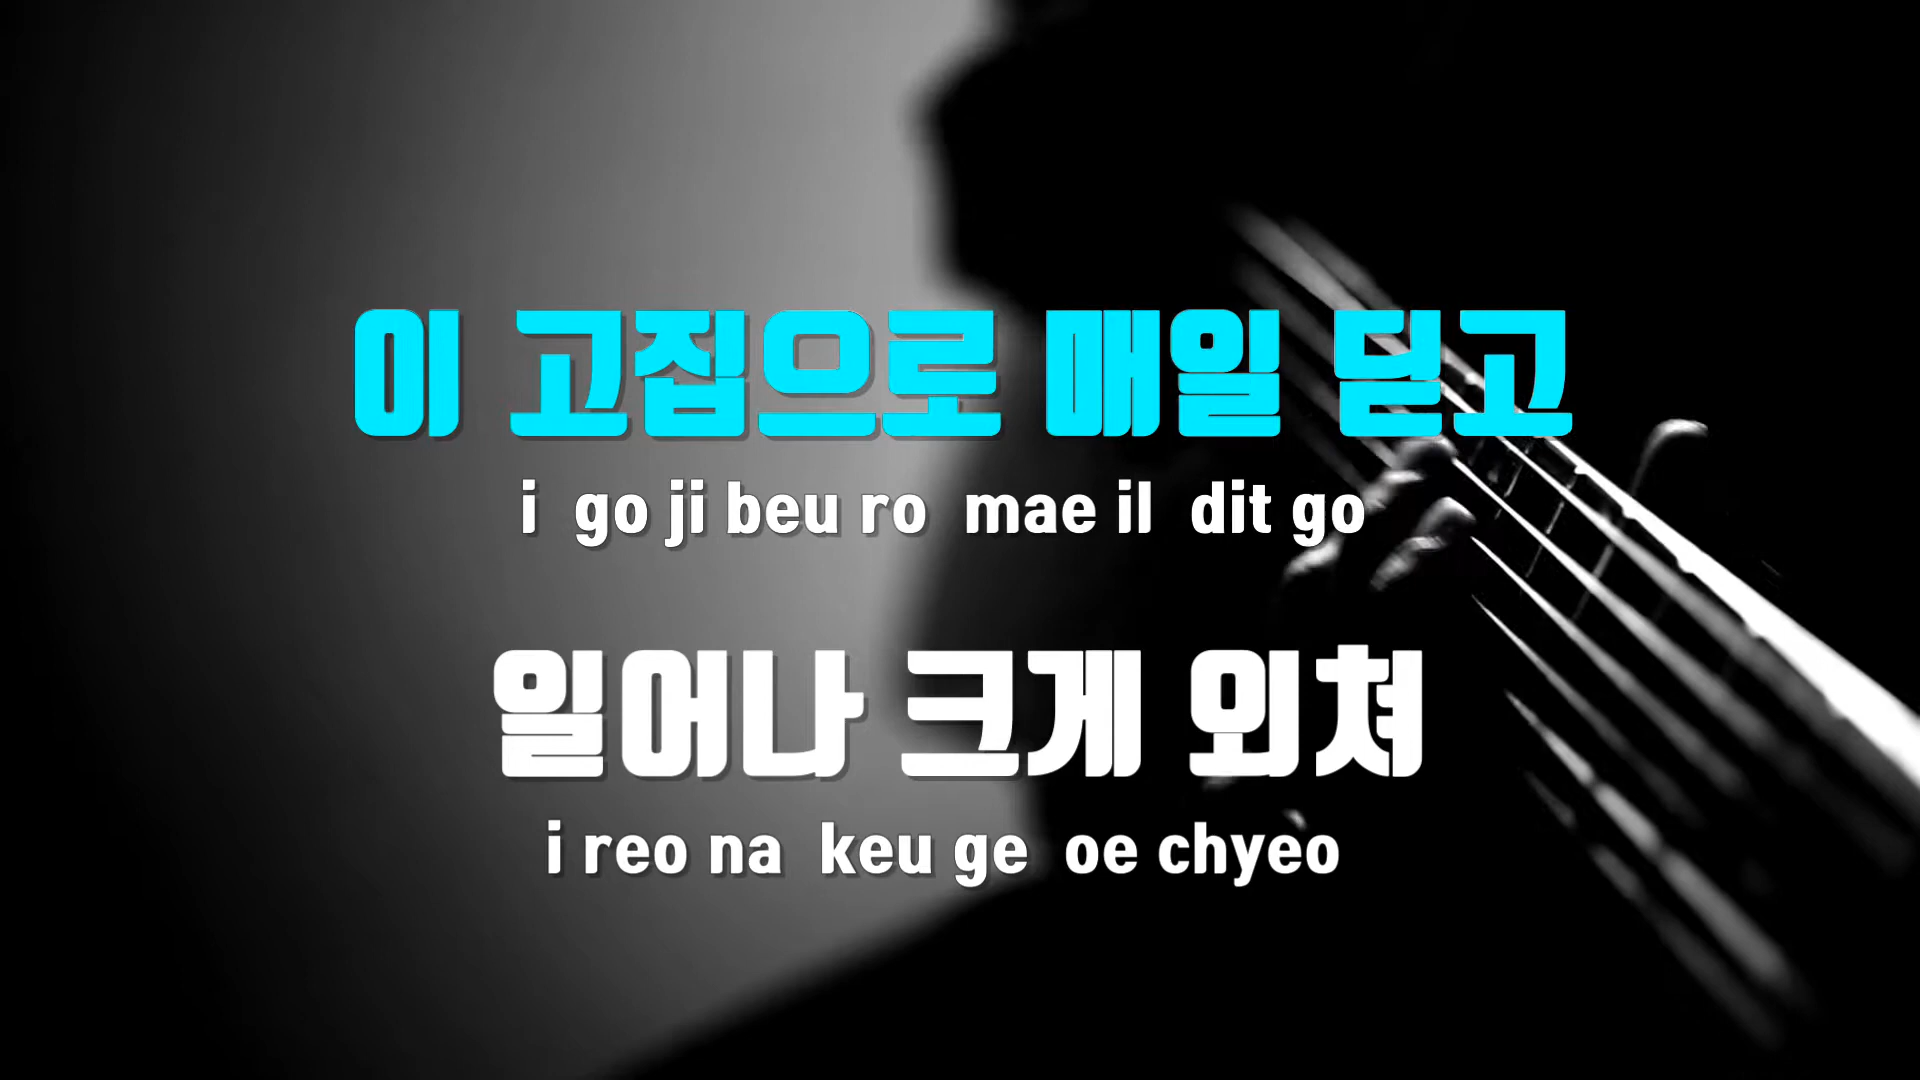 이 고집으로 매일 딛고
i go ji beu ro mae il dit go
일어나 크게 외쳐
i reo na keu ge oe chyeo